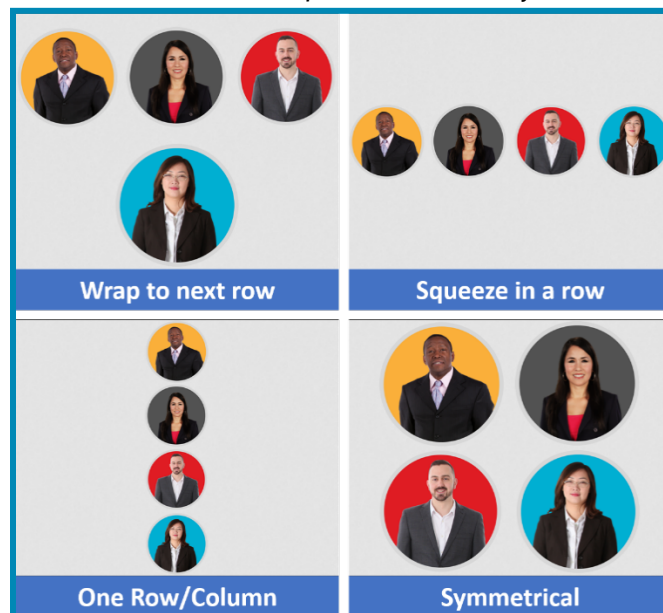 Wrap to next row
Squeeze in a row
One Row/Column
Symmetrical